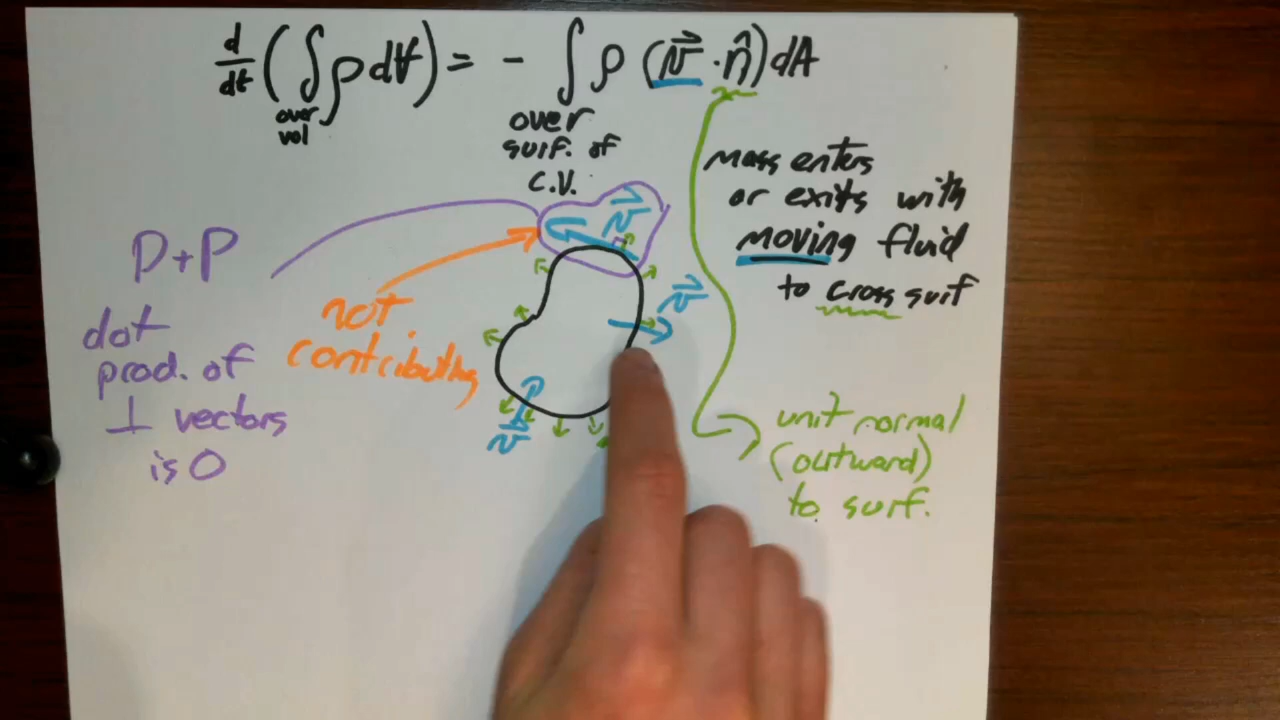 d/dt (∫ρdV) = - ∫ρ (v⃗ · n̂)dA
over
vol
over
surf. of
C.V.
mass enters
or exits with
moving fluid
to cross surf
v⃗
v⃗
v⃗
D+P
dot
prod. of
⊥ vectors
is 0
not
contributing
unit normal
(outward)
to surf.